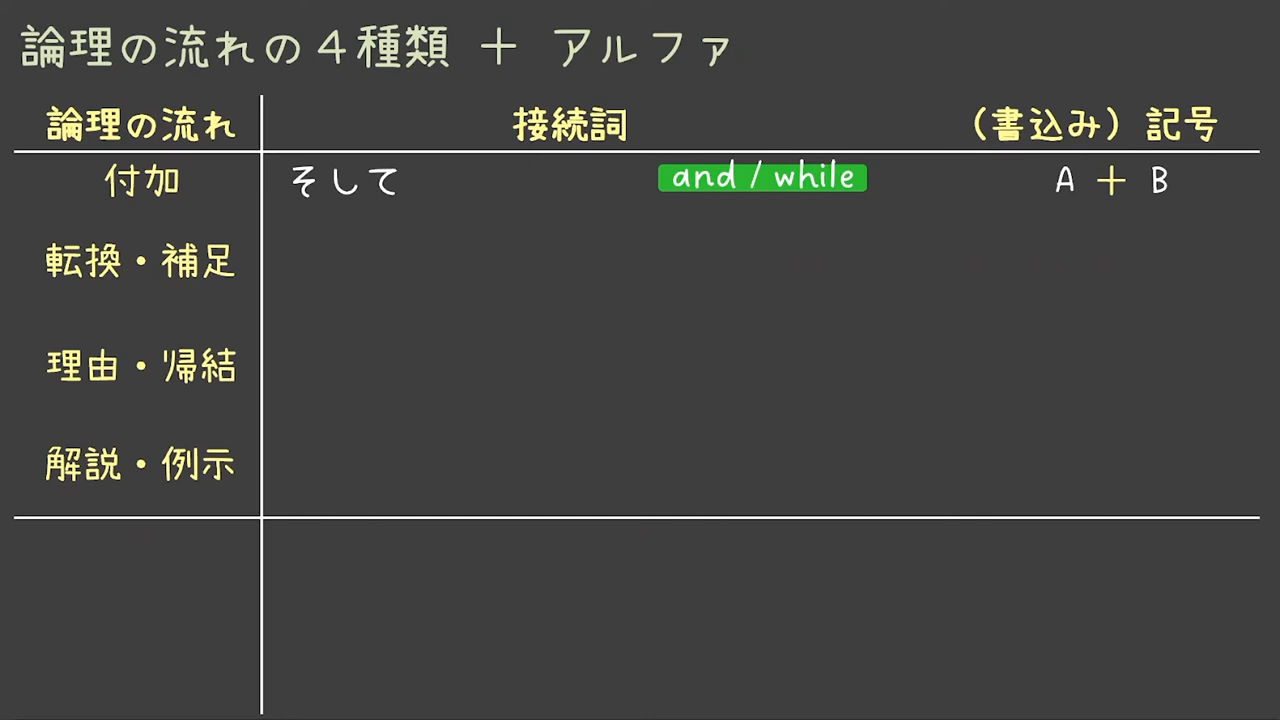 論理の流れの４種類 ＋ アルファ
論理の流れ 接続詞 （書込み）記号
付加 そして and / while A ＋ B
転換・補足
理由・帰結
解説・例示